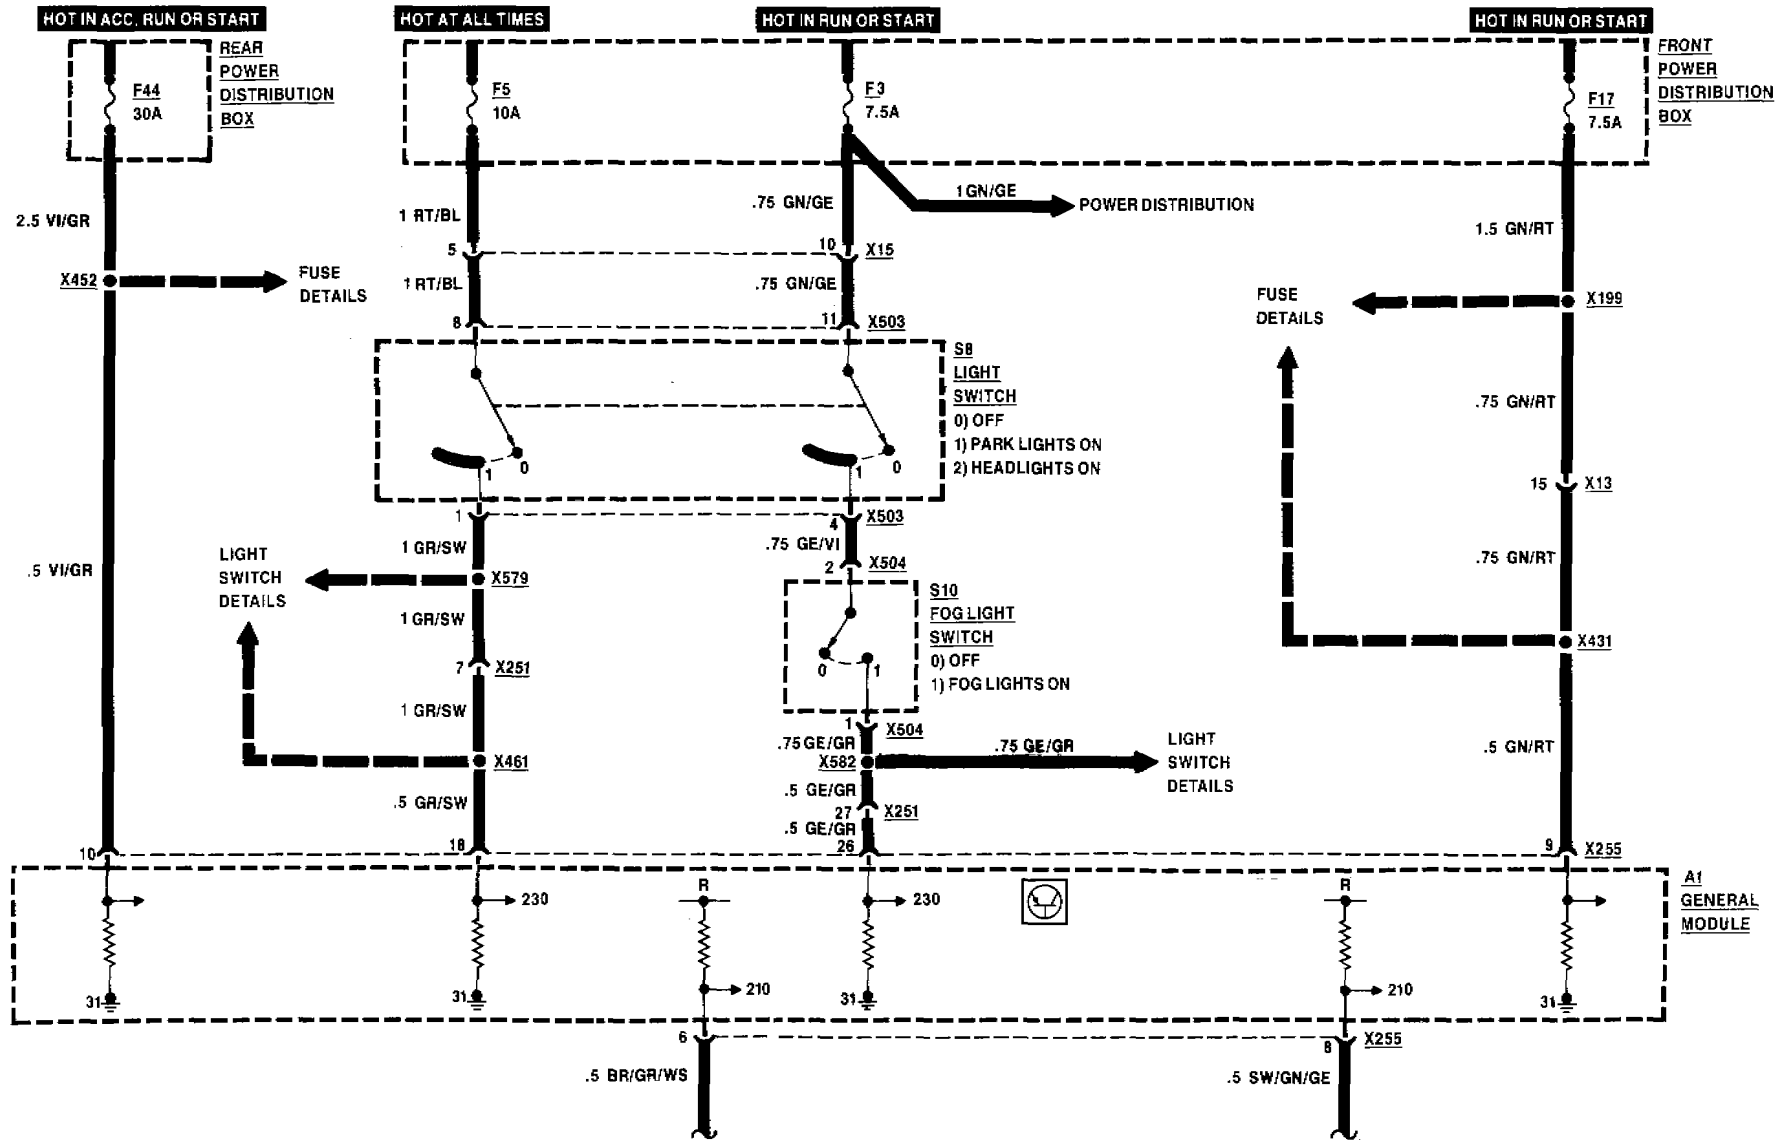 HOT IN ACC, RUN OR START
HOT AT ALL TIMES
HOT IN RUN OR START
HOT IN RUN OR START
REAR
POWER
DISTRIBUTION
BOX
F44
30A
F5
10A
F3
7.5A
F17
7.5A
FRONT
POWER
DISTRIBUTION
BOX
2.5 VI/GR
1 RT/BL
.75 GN/GE
1 GN/GE
POWER DISTRIBUTION
1.5 GN/RT
5
10
X15
X452
FUSE
DETAILS
1 RT/BL
.75 GN/GE
FUSE
DETAILS
X199
8
11
X503
S8
LIGHT
SWITCH
0) OFF
1) PARK LIGHTS ON
2) HEADLIGHTS ON
.75 GN/RT
1
0
1
0
15
X13
1
4
X503
1 GR/SW
.75 GE/VI
.5 VI/GR
LIGHT
SWITCH
DETAILS
X579
2
X504
.75 GN/RT
S10
FOG LIGHT
SWITCH
0) OFF
1) FOG LIGHTS ON
1 GR/SW
0
1
X431
7
X251
1 GR/SW
1
X504
.75 GE/GR
.75 GE/GR
LIGHT
SWITCH
DETAILS
.5 GN/RT
X461
X582
.5 GR/SW
.5 GE/GR
27
X251
.5 GE/GR
10
18
26
9
X255
A1
GENERAL
MODULE
230
R
230
R
31
31
210
31
210
31
6
8
X255
.5 BR/GR/WS
.5 SW/GN/GE